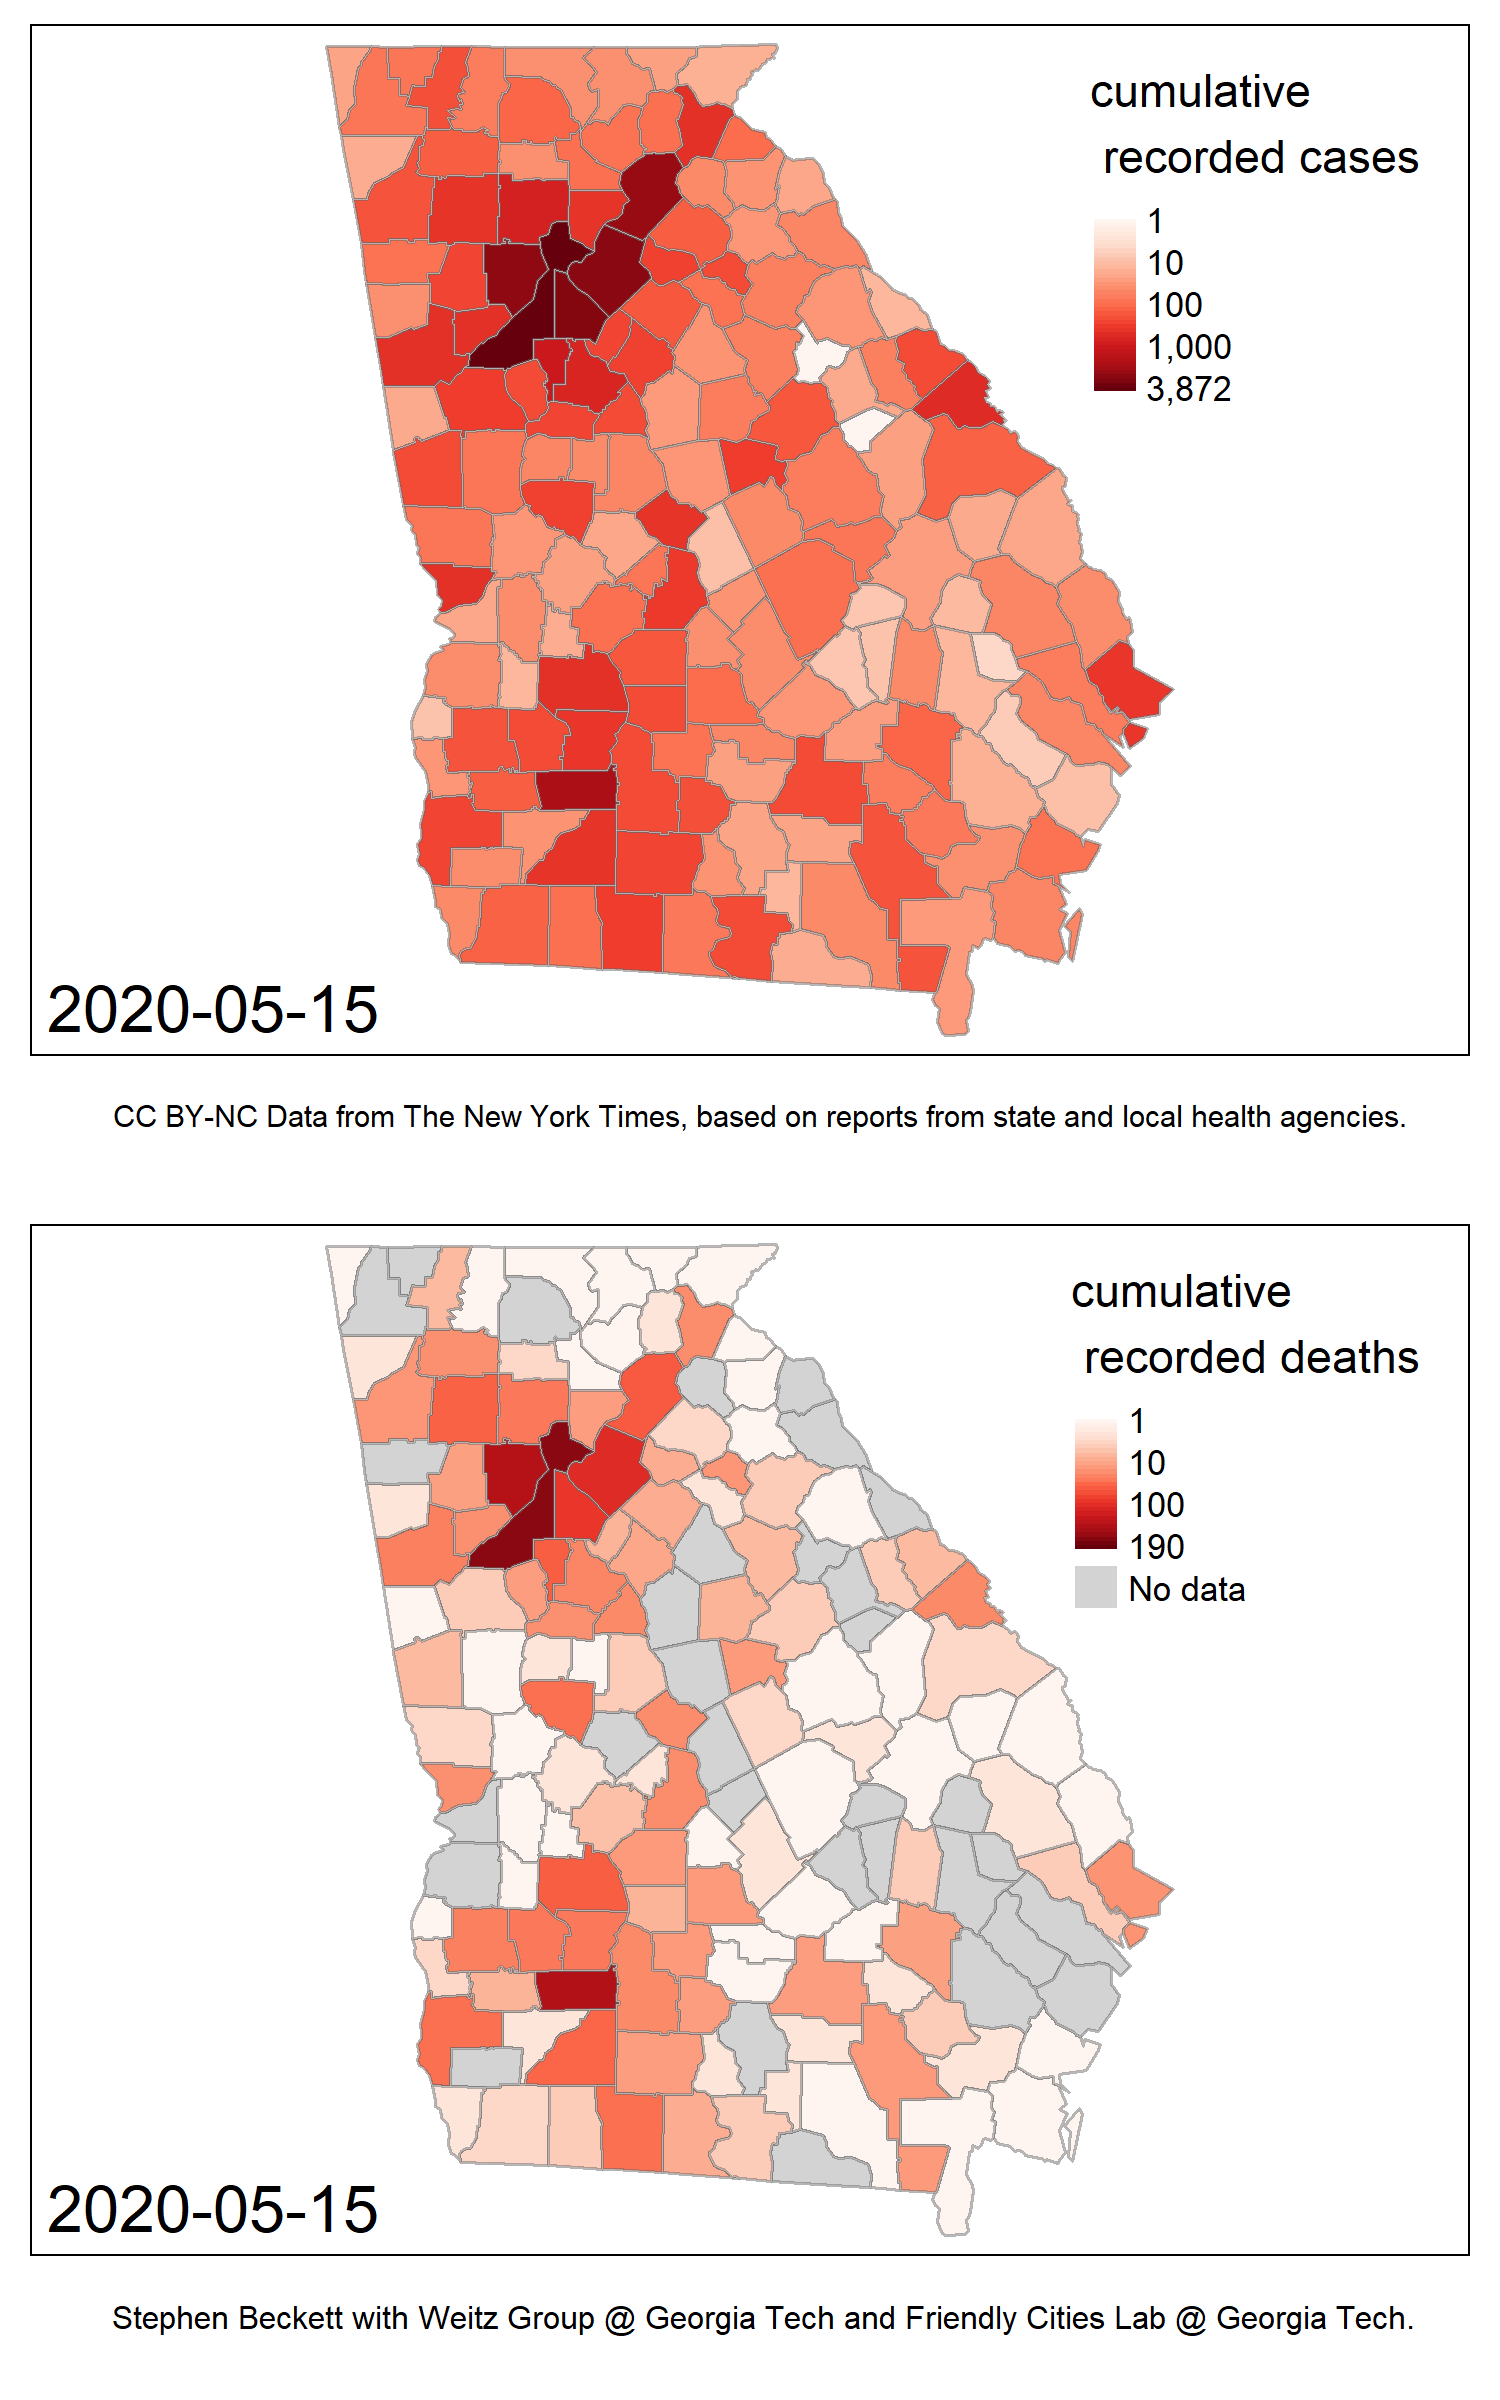 cumulative
recorded cases
1
10
100
1,000
3,872
2020-05-15
CC BY-NC Data from The New York Times, based on reports from state and local health agencies.
cumulative
recorded deaths
1
10
100
190
No data
2020-05-15
Stephen Beckett with Weitz Group @ Georgia Tech and Friendly Cities Lab @ Georgia Tech.